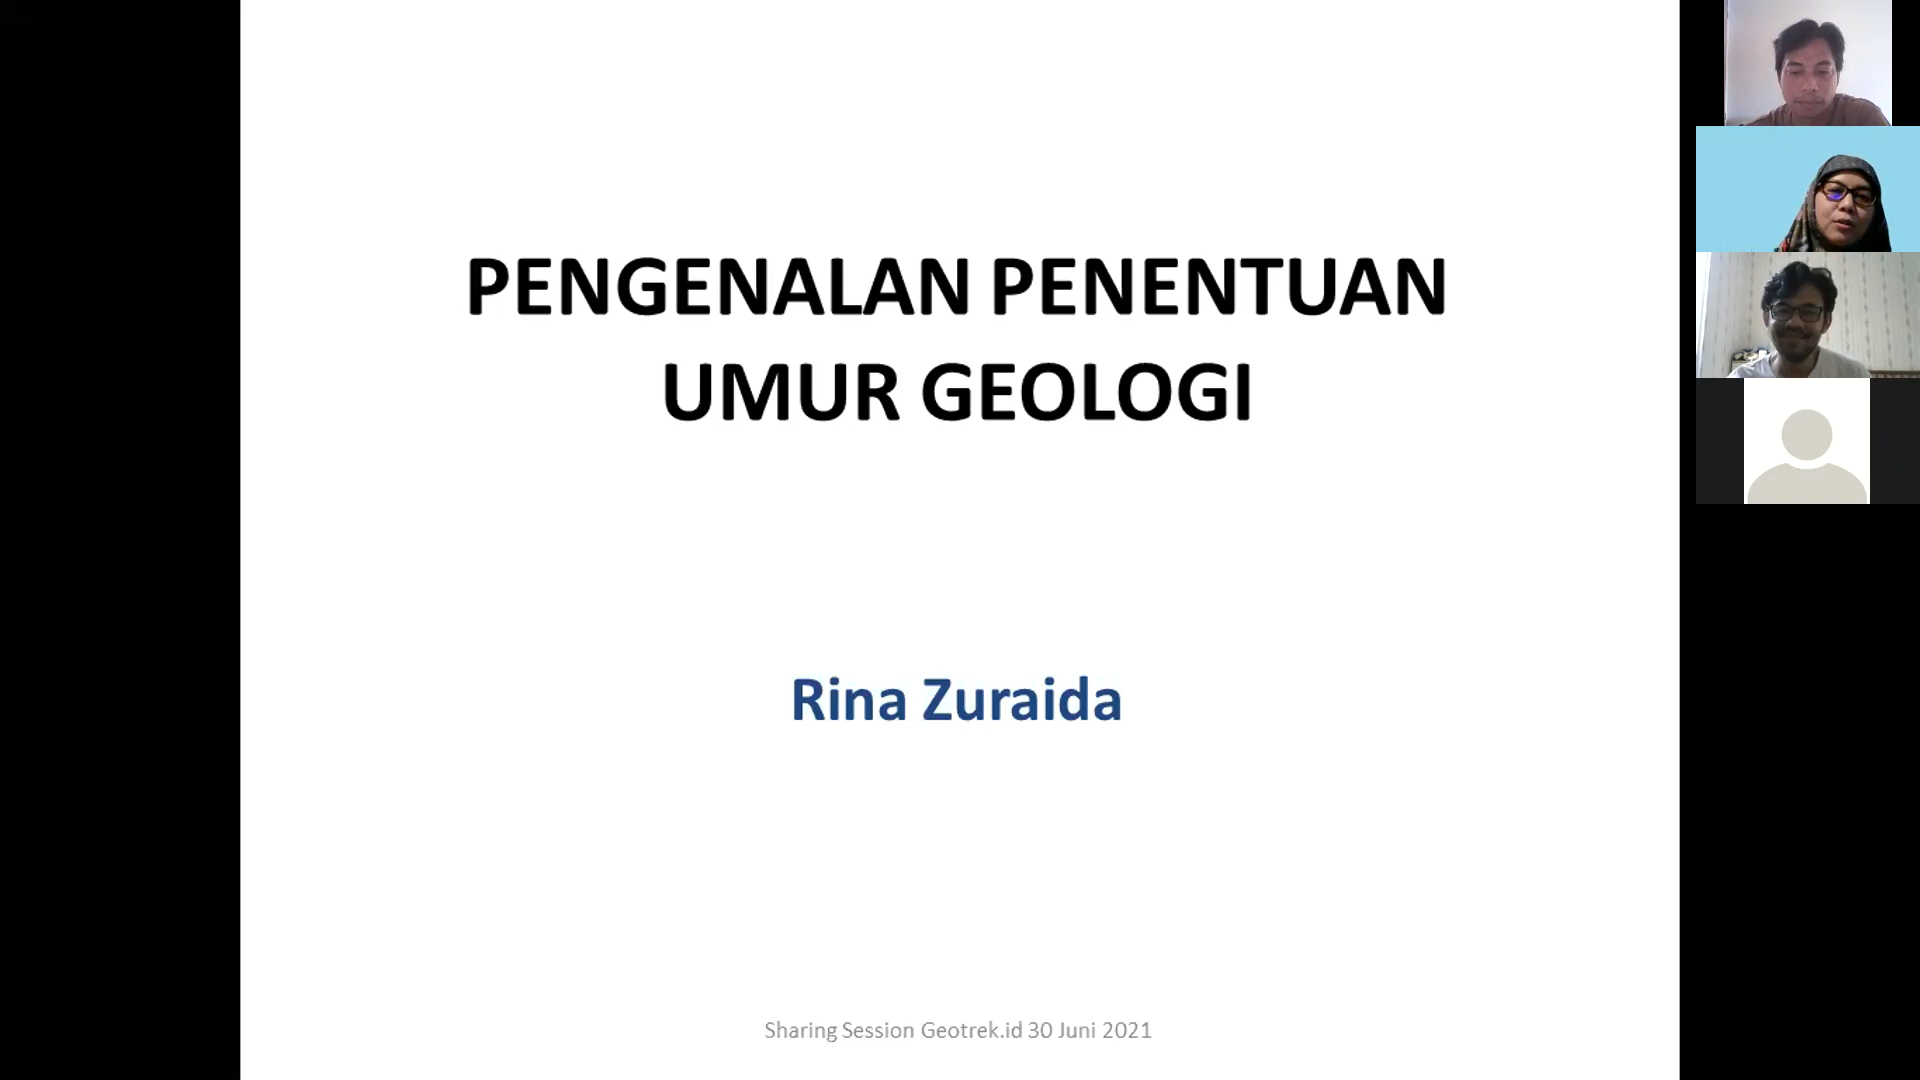 PENGENALAN PENENTUAN
UMUR GEOLOGI
Rina Zuraida
Sharing Session Geotrek.id 30 Juni 2021